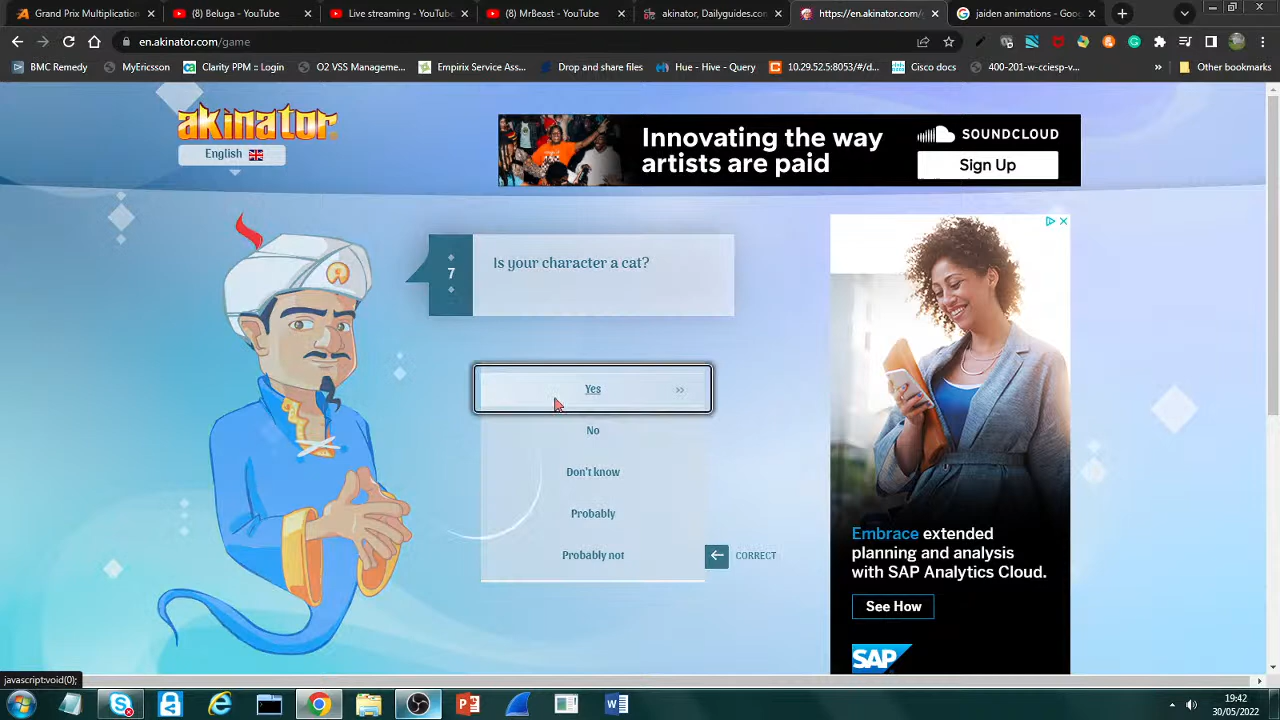 Grand Prix Multiplication
(8) Beluga - YouTube
Live streaming - YouTube
(8) MrBeast - YouTube
akinator, Dailyguides.com
https://en.akinator.com/g
jaiden animations - Goo
en.akinator.com/game
BMC Remedy
MyEricsson
Clarity PPM :: Login
O2 VSS Manageme...
Emprix Service Ass...
Drop and share files
Hue - Hive - Query
10.29.52.5:8053/#/d...
Cisco docs
400-201-w-cciesp-v...
»
Other bookmarks
akinator
English
Innovating the way
artists are paid
SOUNDCLOUD
Sign Up
7
Is your character a cat?
Yes
»
No
Don't know
Probably
Probably not
CORRECT
Embrace extended
planning and analysis
with SAP Analytics Cloud.
See How
SAP
javascript:void(0);
19:42
30/05/2022